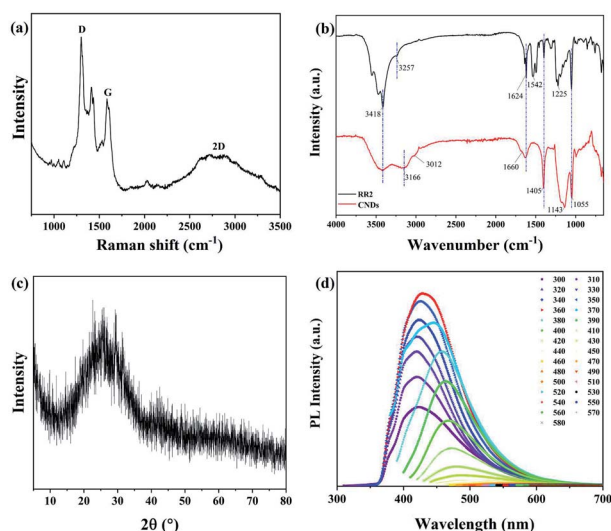 (a)
D
G
2D
Intensity
750 1000 1500 2000 2500 3000 3500
Raman shift (cm-1)
(b)
3257
3418
1624
1542
1225
3012
3166
1660
1405
1143
1055
RR2
CNDs
Intensity (a.u.)
4000 3500 3000 2500 2000 1500 1000
Wavenumber (cm-1)
(c)
Intensity
10 20 30 40 50 60 70 80
2θ (°)
(d)
300 310
320 330
340 350
360 370
380 390
400 410
420 430
440 450
460 470
480 490
500 510
520 530
540 550
560 570
580
PL Intensity (a.u.)
300 400 500 600 700
Wavelength (nm)